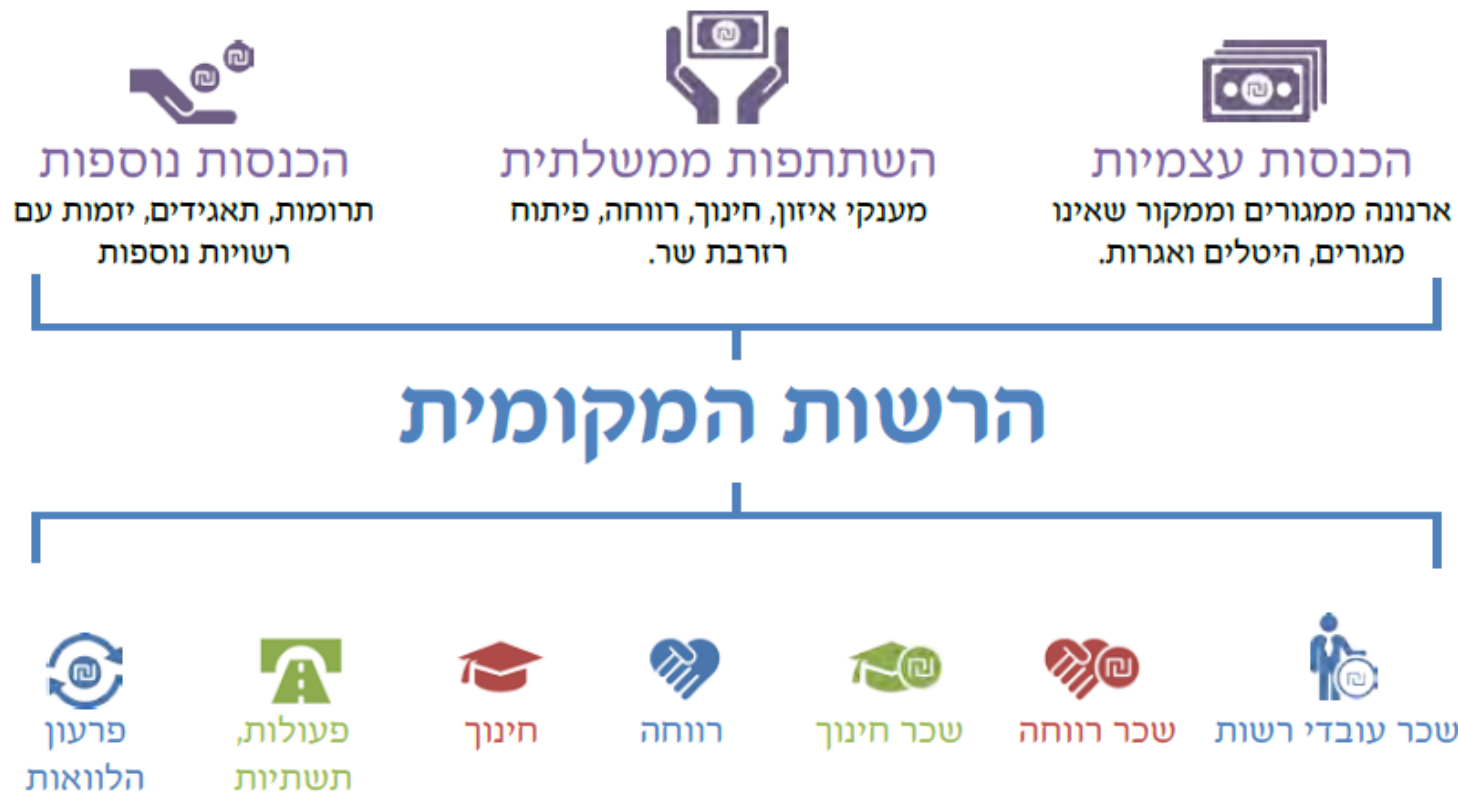 הכנסות עצמיות
ארנונה ממגורים וממקור שאינו
מגורים, היטלים ואגרות.
השתתפות ממשלתית
מענקי איזון, חינוך, רווחה, פיתוח
רזרבת שר.
הכנסות נוספות
תרומות, תאגידים, יזמות עם
רשויות נוספות
הרשות המקומית
שכר עובדי רשות
שכר רווחה
שכר חינוך
רווחה
חינוך
פעולות,
תשתיות
פרעון
הלוואות